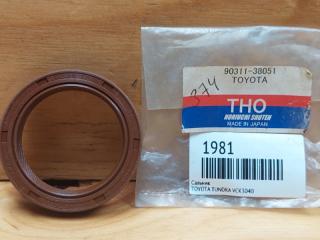 90311-38051
TOYOTA
374
THO
HORIUCHI SHOTEN
MADE IN JAPAN
1981
Сальник
TOYOTA TUNDRA VCK1040